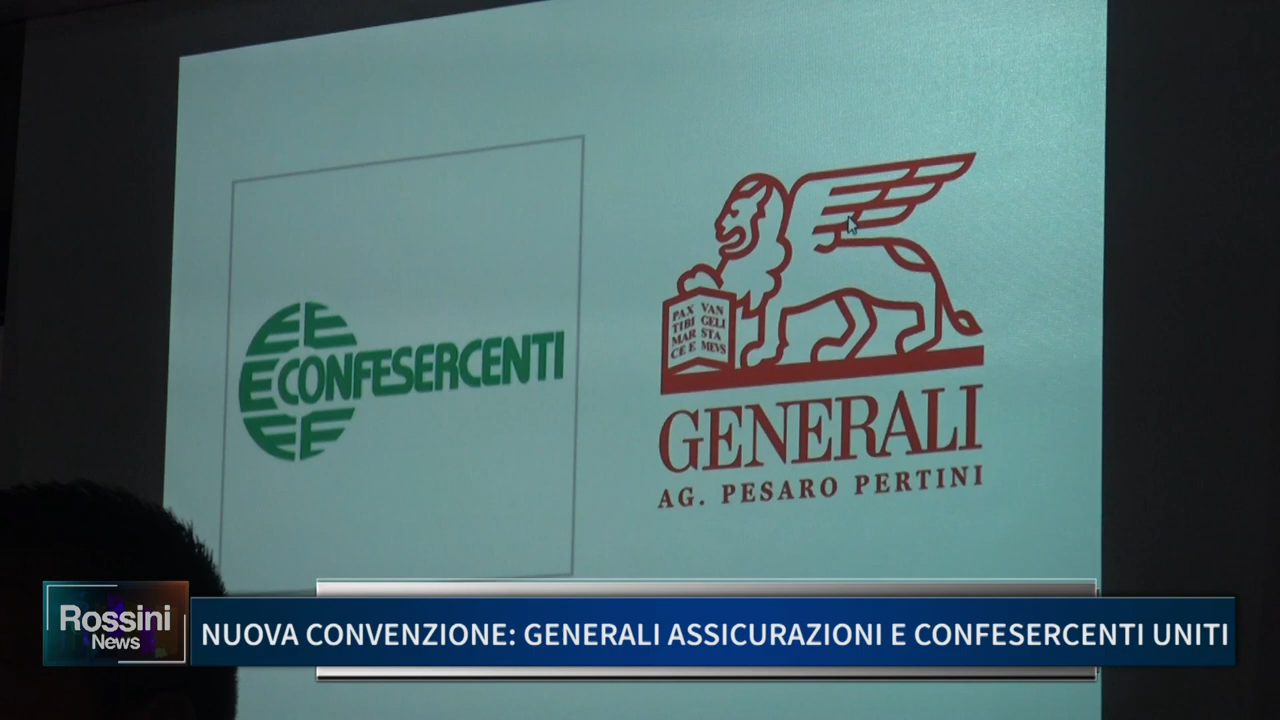 CONFESERCENTI
PAX VAN
TIBI GELI
MAR STA
CE E MEVS
GENERALI
AG. PESARO PERTINI
Rossini
News
NUOVA CONVENZIONE: GENERALI ASSICURAZIONI E CONFESERCENTI UNITI